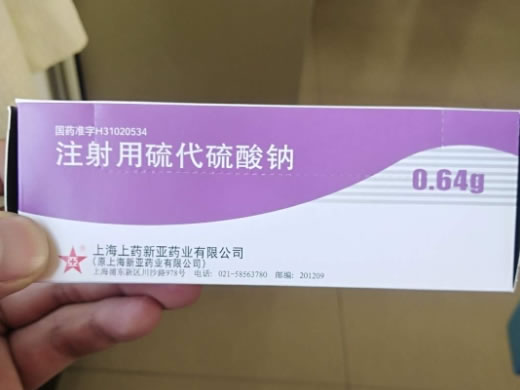 国药准字H31020534
注射用硫代硫酸钠
0.64g
上海上药新亚药业有限公司
(原上海新亚药业有限公司)
上海浦东新区川沙路978号 电话: 021-58563780 邮编: 201209